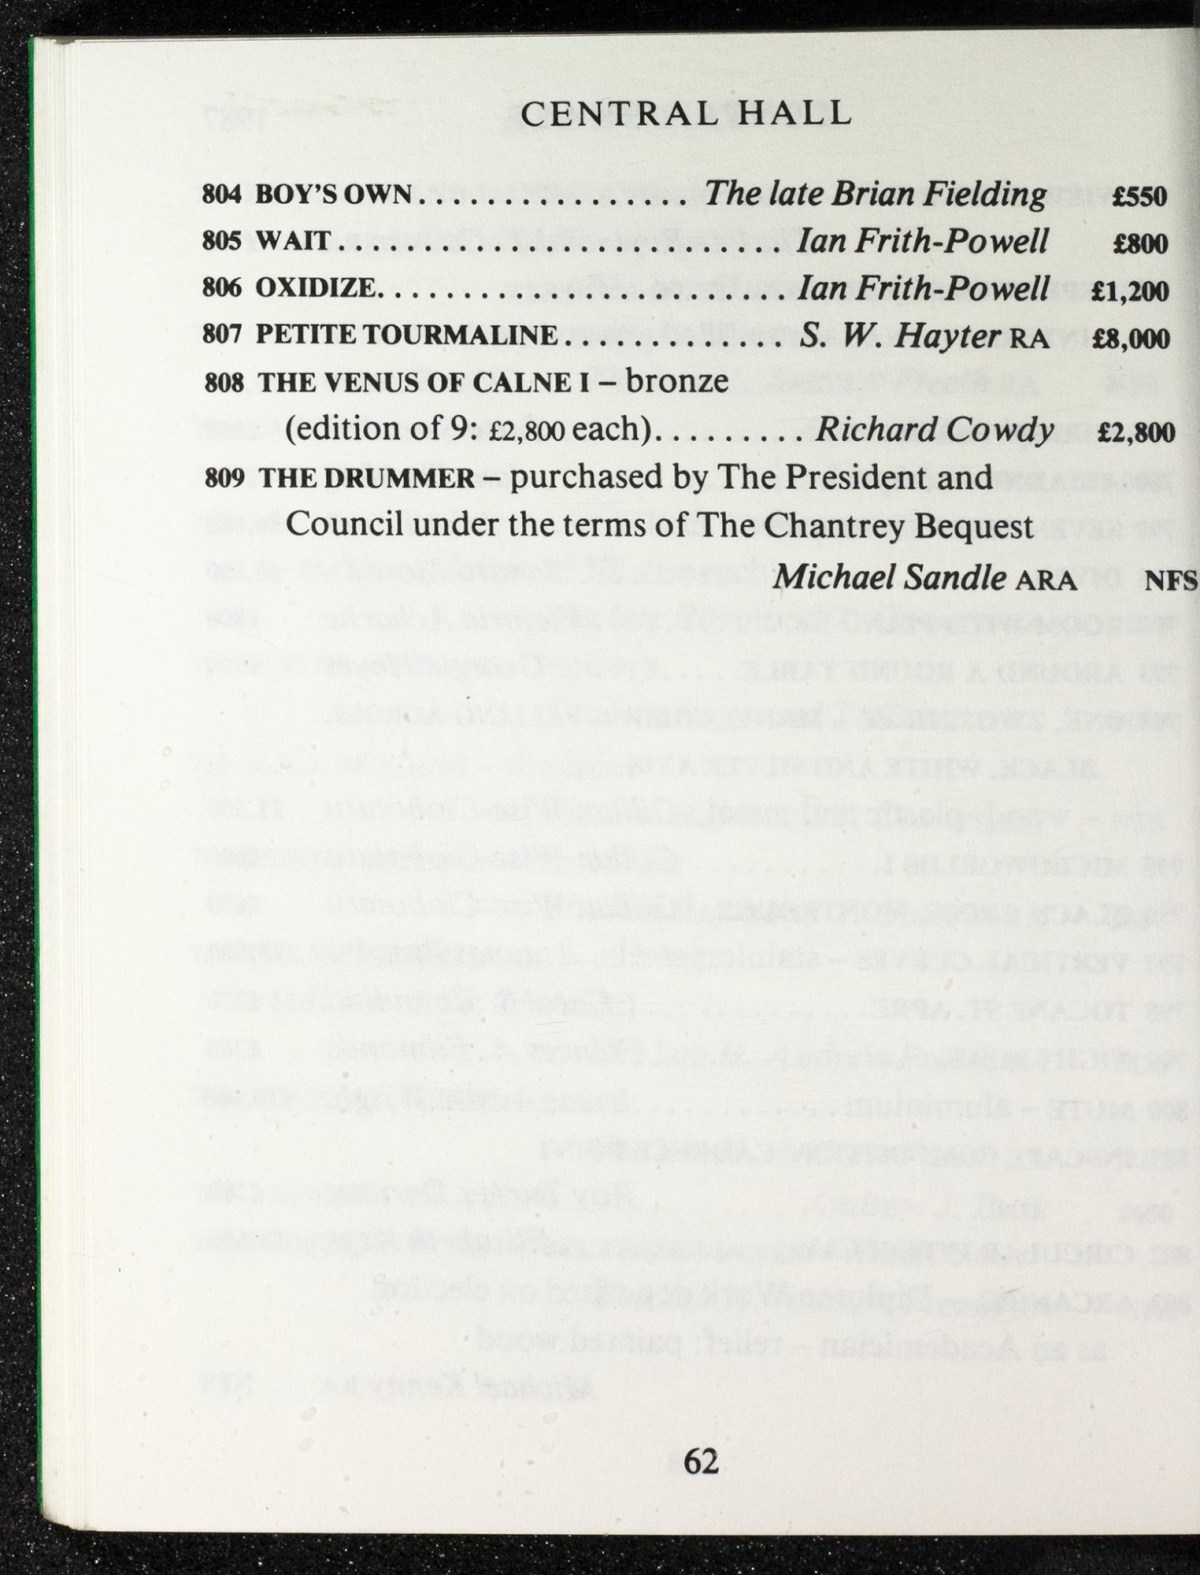 CENTRAL HALL
804 BOY'S OWN................ The late Brian Fielding £550
805 WAIT........................... Ian Frith-Powell £800
806 OXIDIZE........................ Ian Frith-Powell £1,200
807 PETITE TOURMALINE............. S. W. Hayter RA £8,000
808 THE VENUS OF CALNE I – bronze
(edition of 9: £2,800 each)......... Richard Cowdy £2,800
809 THE DRUMMER – purchased by The President and
Council under the terms of The Chantrey Bequest
Michael Sandle ARA NFS
62